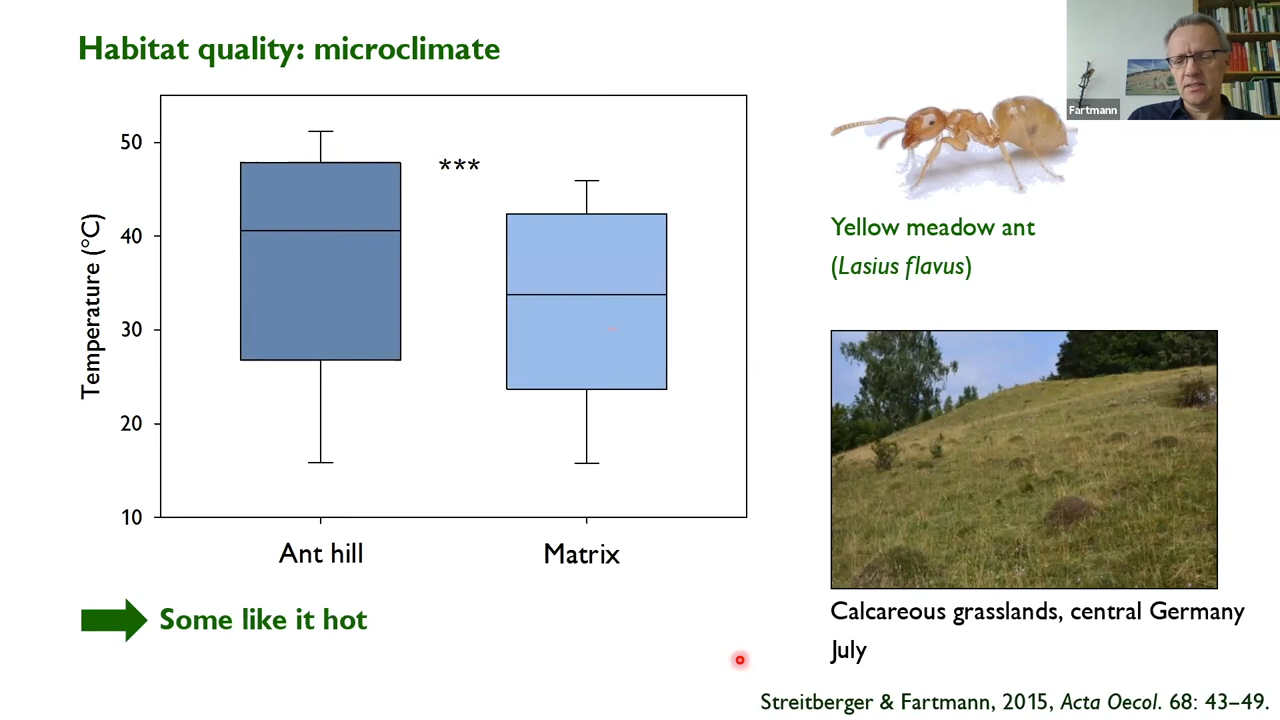 Habitat quality: microclimate
Fartmann
50
40
30
20
10
Temperature (°C)
***
Ant hill
Matrix
Some like it hot
Yellow meadow ant
(Lasius flavus)
Calcareous grasslands, central Germany
July
Streitberger & Fartmann, 2015, Acta Oecol. 68: 43–49.